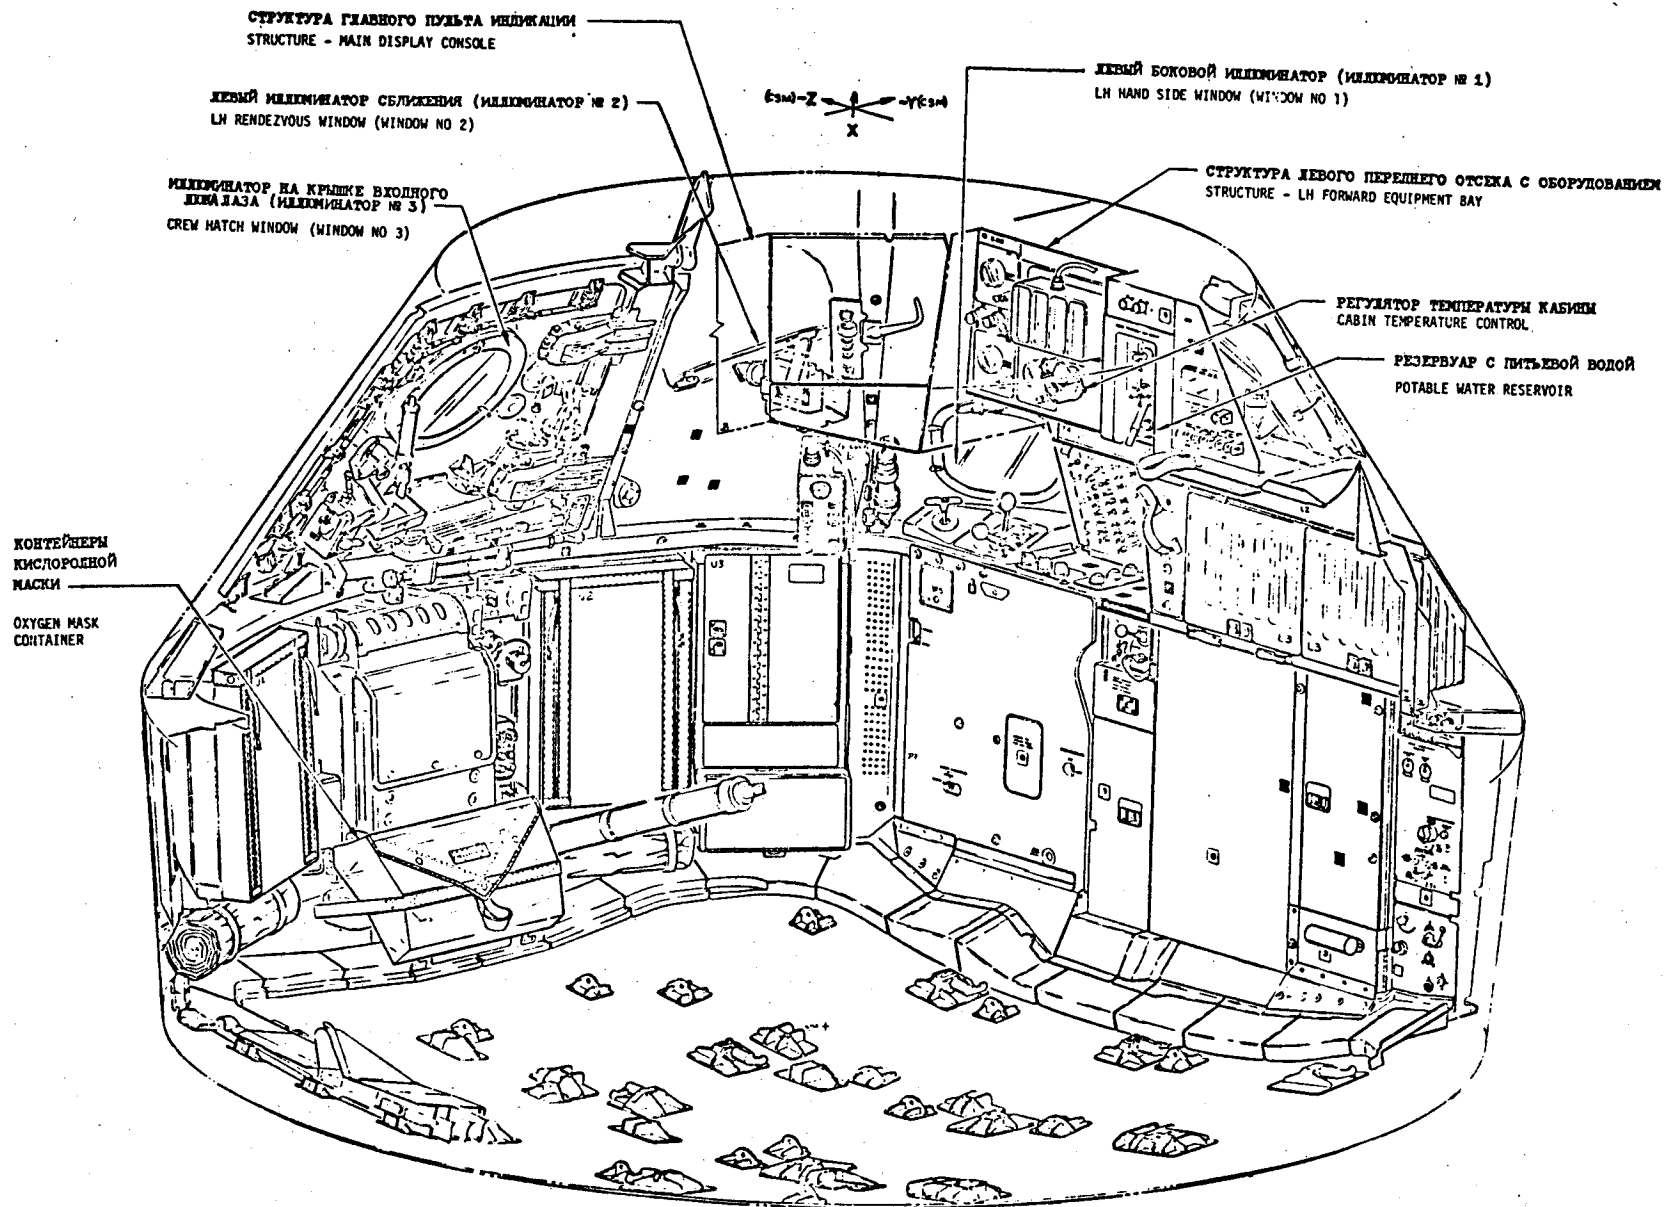 СТРУКТУРА ГЛАВНОГО ПУЛЬТА ИНДИКАЦИИ
STRUCTURE - MAIN DISPLAY CONSOLE
ЛЕВЫЙ ИЛЛЮМИНАТОР СБЛИЖЕНИЯ (ИЛЛЮМИНАТОР № 2)
LH RENDEZVOUS WINDOW (WINDOW NO 2)
ИЛЛЮМИНАТОР НА КРЫШКЕ ВХОДНОГО
ЛЮКА ЛАЗА (ИЛЛЮМИНАТОР № 3)
CREW HATCH WINDOW (WINDOW NO 3)
(CSM) -Z
-Y (CSM)
X
ЛЕВЫЙ БОКОВОЙ ИЛЛЮМИНАТОР (ИЛЛЮМИНАТОР № 1)
LH HAND SIDE WINDOW (WINDOW NO 1)
СТРУКТУРА ЛЕВОГО ПЕРЕДНЕГО ОТСЕКА С ОБОРУДОВАНИЕМ
STRUCTURE - LH FORWARD EQUIPMENT BAY
РЕГУЛЯТОР ТЕМПЕРАТУРЫ КАБИНЫ
CABIN TEMPERATURE CONTROL
РЕЗЕРВУАР С ПИТЬЕВОЙ ВОДОЙ
POTABLE WATER RESERVOIR
КОНТЕЙНЕРЫ
КИСЛОРОДНОЙ
МАСКИ
OXYGEN MASK
CONTAINER
U3
L2
L3
L3